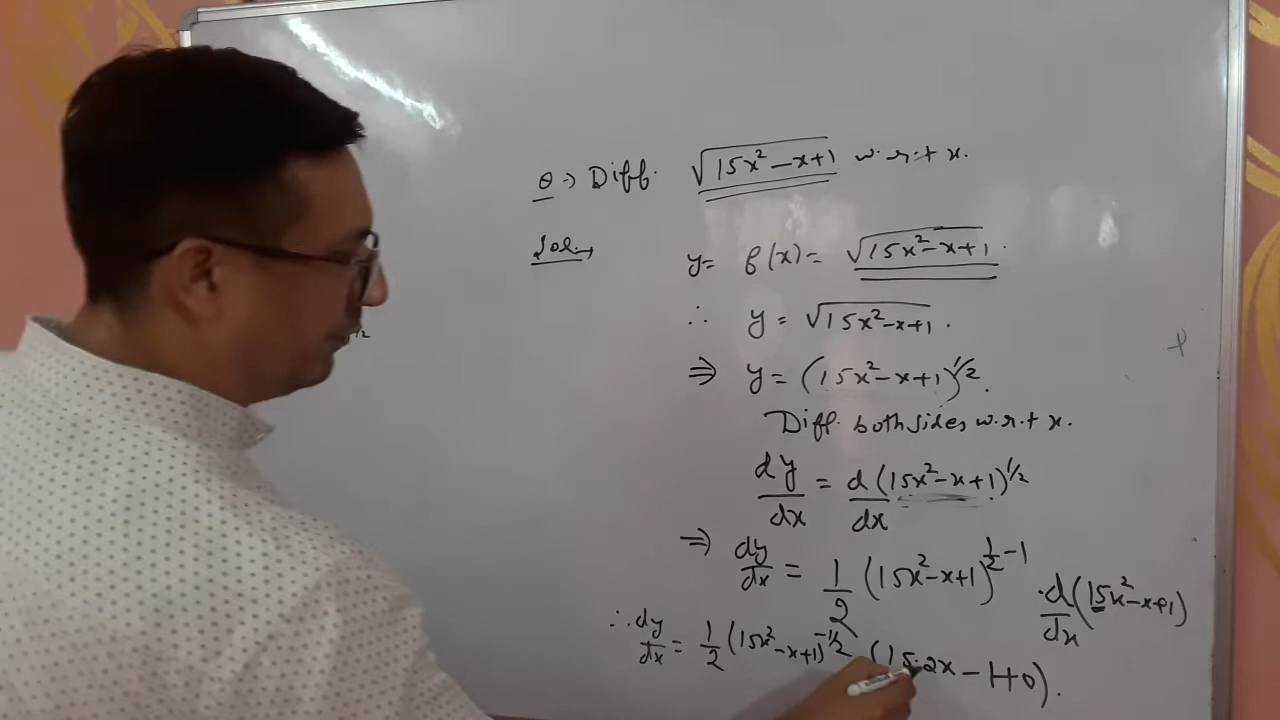 Q → Diff. √15x²-x+1 w.r.t x.
Sol. → y = f(x) = √15x²-x+1.
∴ y = √15x²-x+1.
⇒ y = (15x²-x+1)^1/2.
Diff. both sides w.r.t x.
dy/dx = d/dx (15x²-x+1)^1/2
⇒ dy/dx = 1/2 (15x²-x+1)^1/2-1 · d/dx (15x²-x+1)
∴ dy/dx = 1/2 (15x²-x+1)^-1/2 (15·2x-1+0).